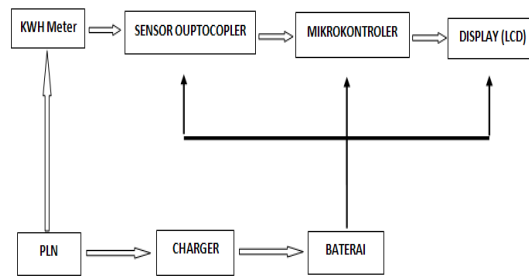 KWH Meter
SENSOR OUPTOCOPLER
MIKROKONTROLER
DISPLAY (LCD)
PLN
CHARGER
BATERAI